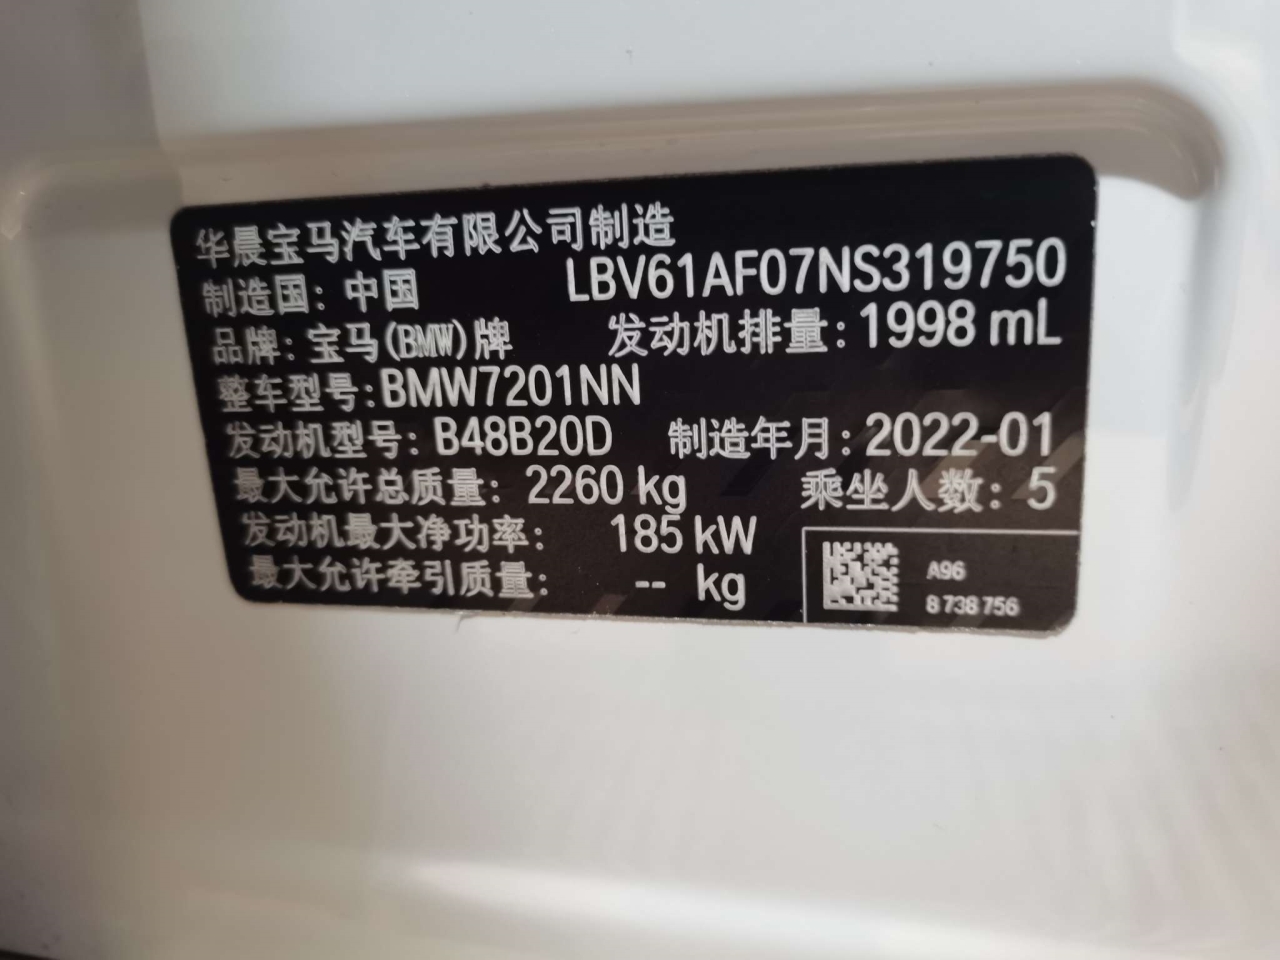 华晨宝马汽车有限公司制造
制造国：中国 LBV61AF07NS319750
品牌：宝马(BMW)牌 发动机排量：1998 mL
整车型号：BMW7201NN
发动机型号：B48B20D 制造年月：2022-01
最大允许总质量：2260 kg 乘坐人数：5
发动机最大净功率：185 kW
最大允许牵引质量：-- kg
A96
8 738 756